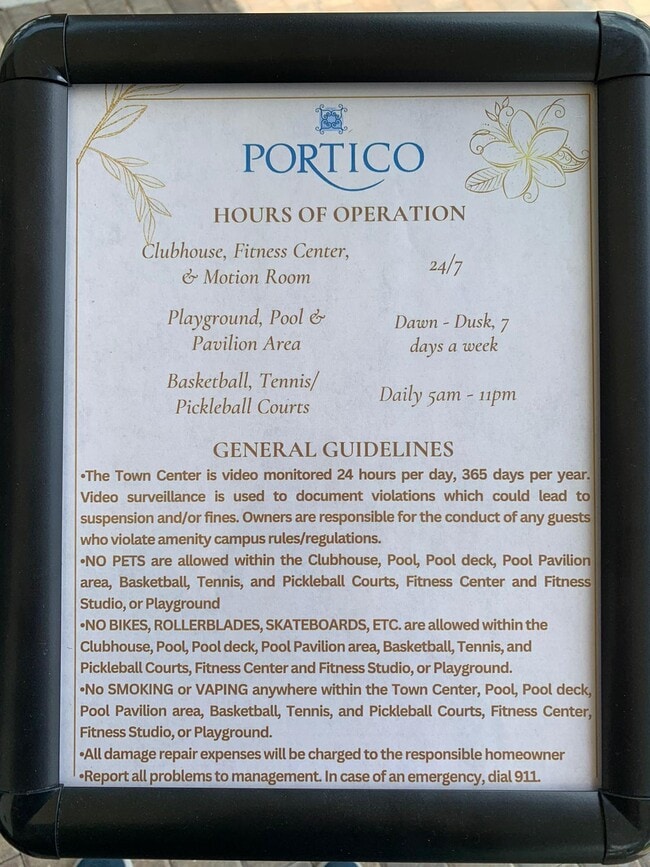 PORTICO
HOURS OF OPERATION
Clubhouse, Fitness Center,
& Motion Room
24/7
Playground, Pool &
Pavilion Area
Dawn - Dusk, 7
days a week
Basketball, Tennis/
Pickleball Courts
Daily 5am - 11pm
GENERAL GUIDELINES
•The Town Center is video monitored 24 hours per day, 365 days per year.
Video surveillance is used to document violations which could lead to
suspension and/or fines. Owners are responsible for the conduct of any guests
who violate amenity campus rules/regulations.
•NO PETS are allowed within the Clubhouse, Pool, Pool deck, Pool Pavilion
area, Basketball, Tennis, and Pickleball Courts, Fitness Center and Fitness
Studio, or Playground
•NO BIKES, ROLLERBLADES, SKATEBOARDS, ETC. are allowed within the
Clubhouse, Pool, Pool deck, Pool Pavilion area, Basketball, Tennis, and
Pickleball Courts, Fitness Center and Fitness Studio, or Playground.
•No SMOKING or VAPING anywhere within the Town Center, Pool, Pool deck,
Pool Pavilion area, Basketball, Tennis, and Pickleball Courts, Fitness Center,
Fitness Studio, or Playground.
•All damage repair expenses will be charged to the responsible homeowner
•Report all problems to management. In case of an emergency, dial 911.